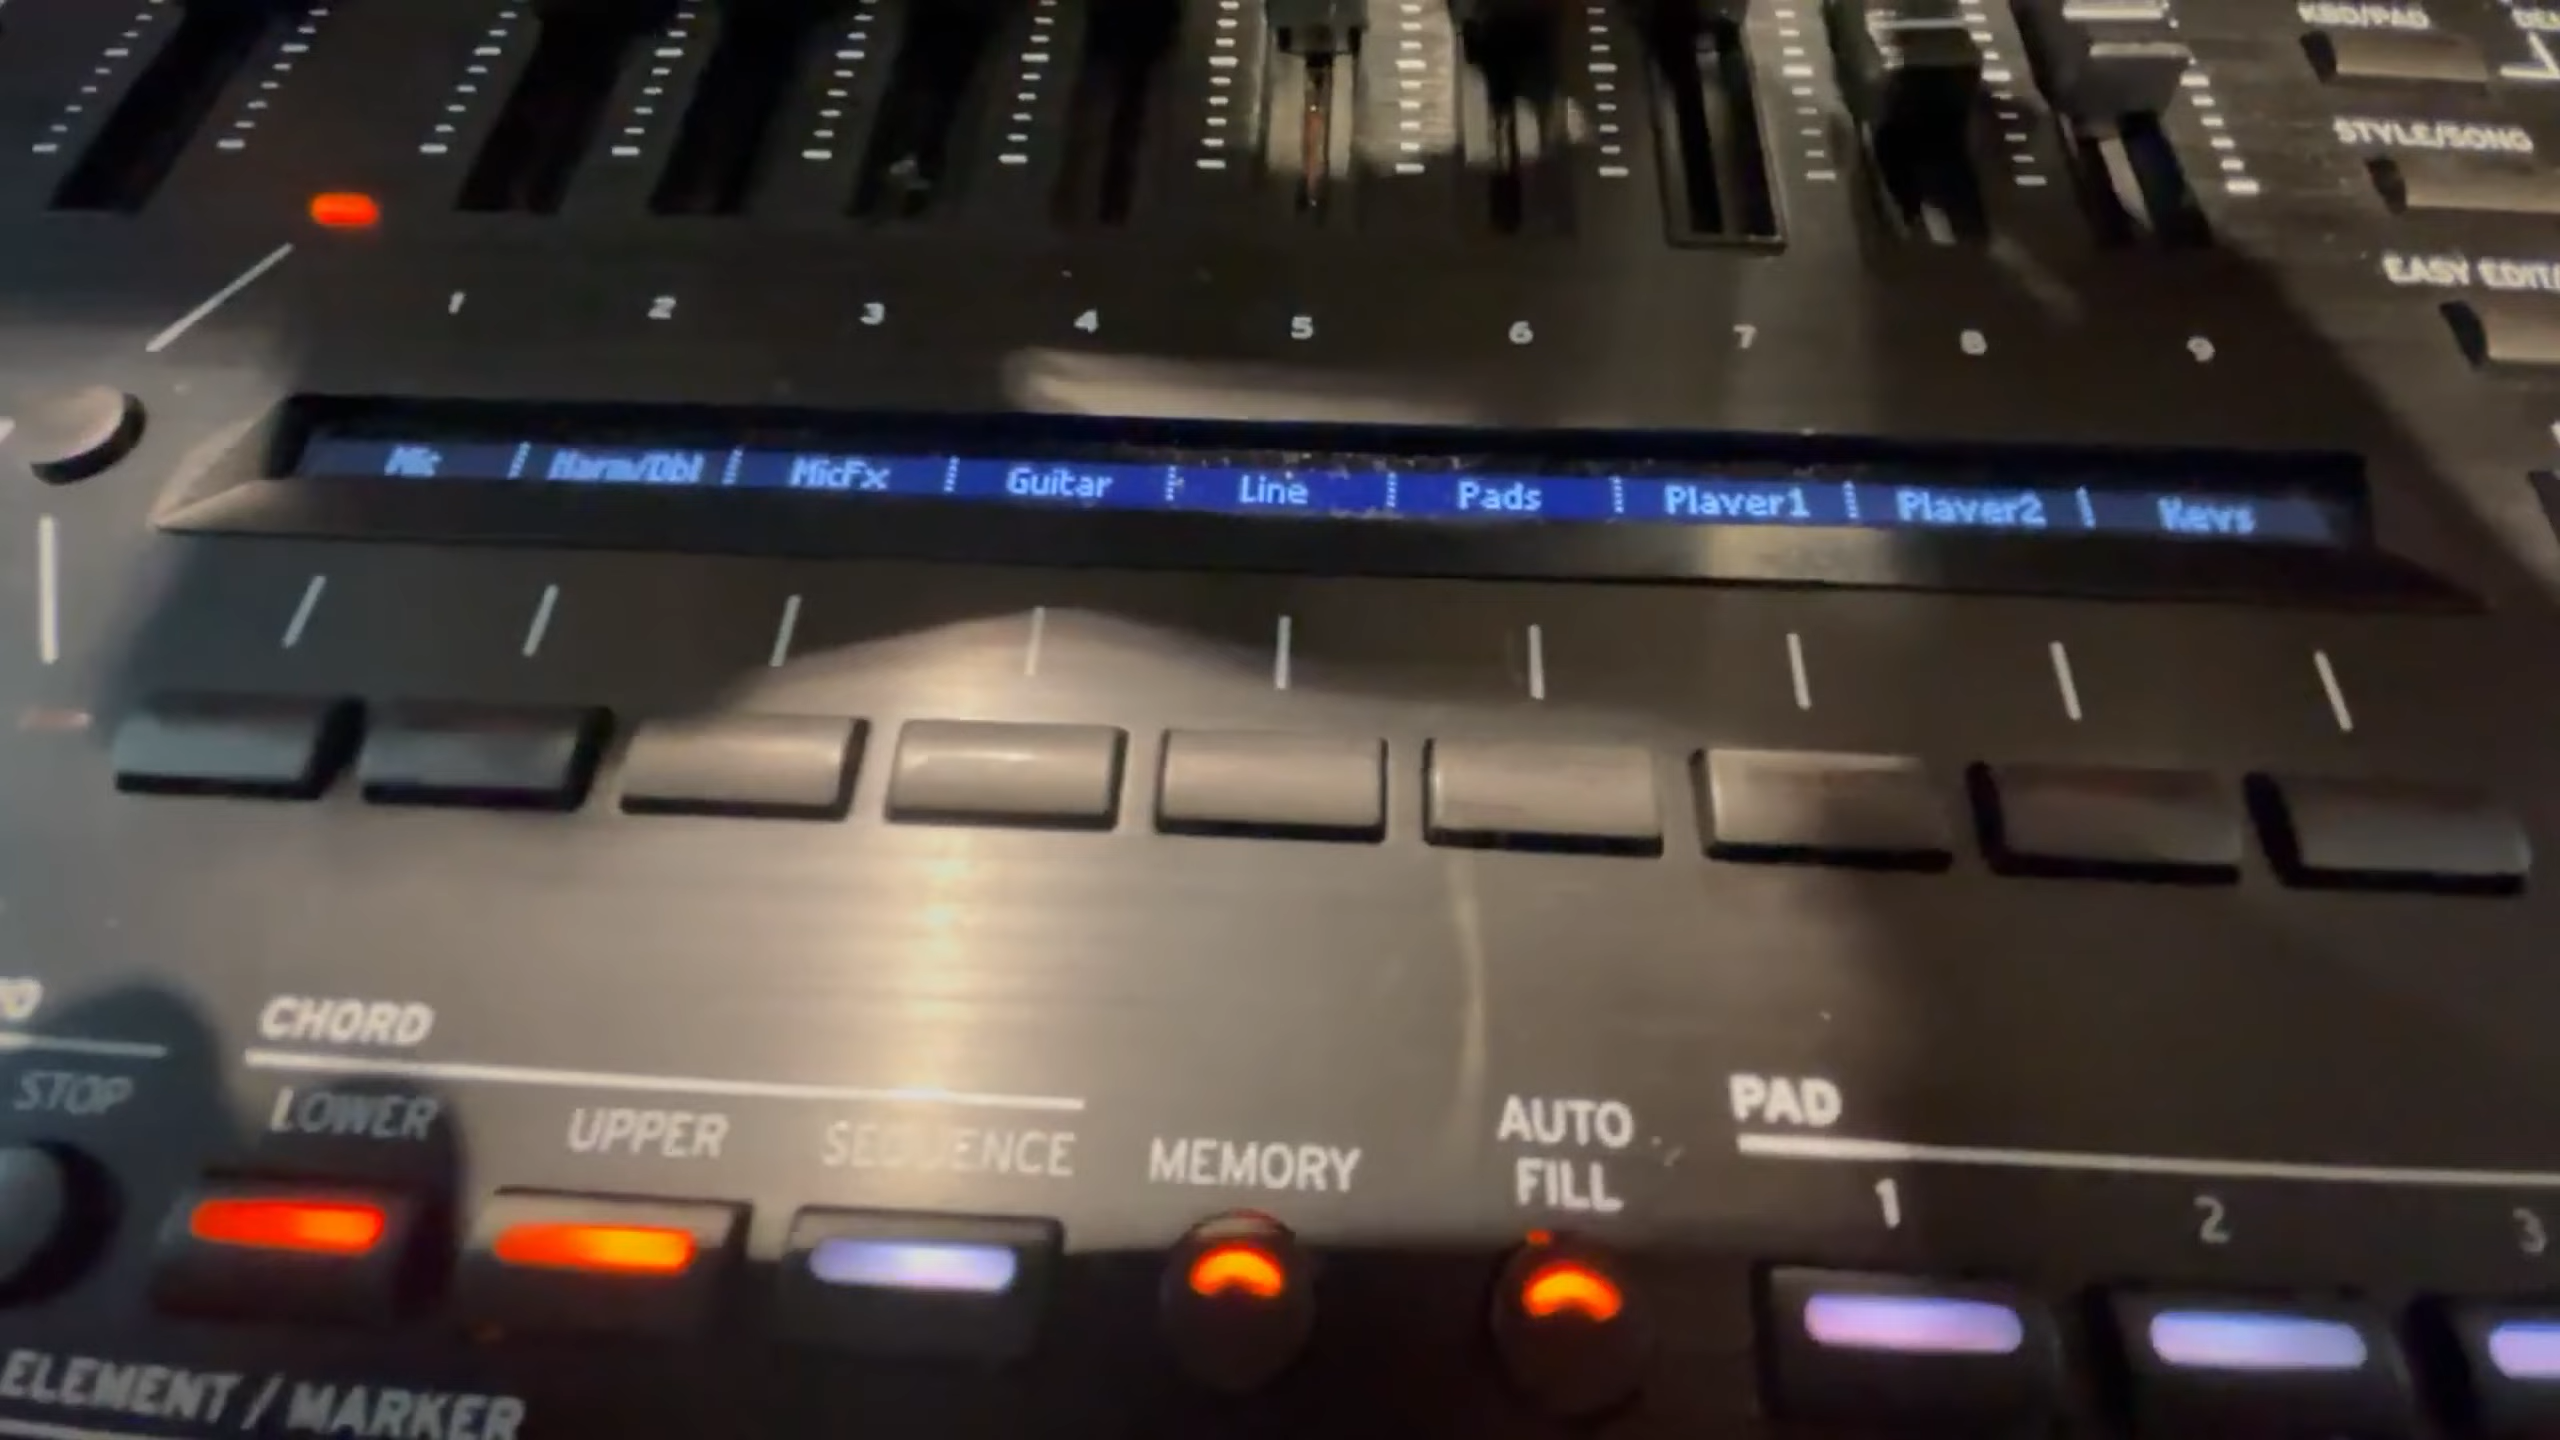 KBD/PAD
STYLE/SONG
EASY EDIT/
1 2 3 4 5 6 7 8 9
Mic Harm/Dbl MicFx Guitar Line Pads Player1 Player2 Keys
CHORD
STOP LOWER UPPER SEQUENCE MEMORY AUTO FILL
PAD
1 2 3
ELEMENT / MARKER